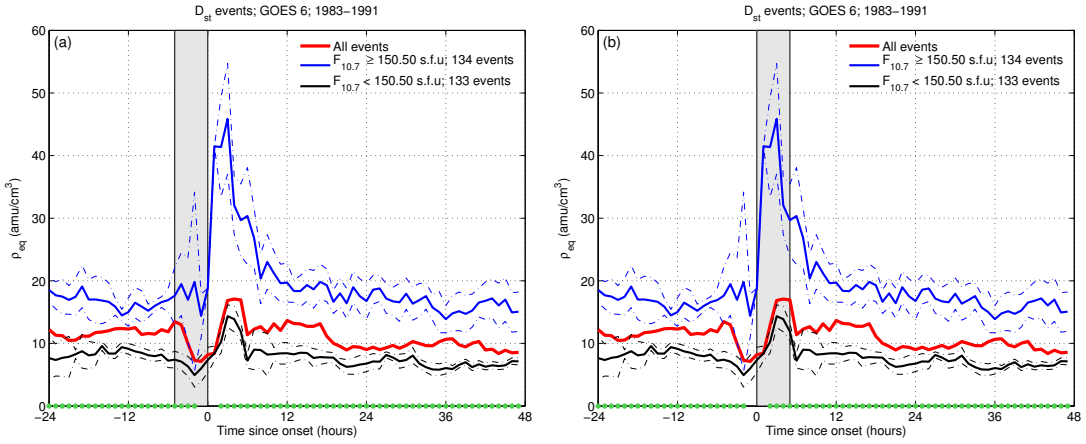 D_st events; GOES 6; 1983−1991
(a)
All events
F_10.7 ≥ 150.50 s.f.u; 134 events
F_10.7 < 150.50 s.f.u; 133 events
ρ_eq (amu/cm³)
60
50
40
30
20
10
0
−24 −12 0 12 24 36 48
Time since onset (hours)
D_st events; GOES 6; 1983−1991
(b)
All events
F_10.7 ≥ 150.50 s.f.u; 134 events
F_10.7 < 150.50 s.f.u; 133 events
ρ_eq (amu/cm³)
60
50
40
30
20
10
0
−24 −12 0 12 24 36 48
Time since onset (hours)